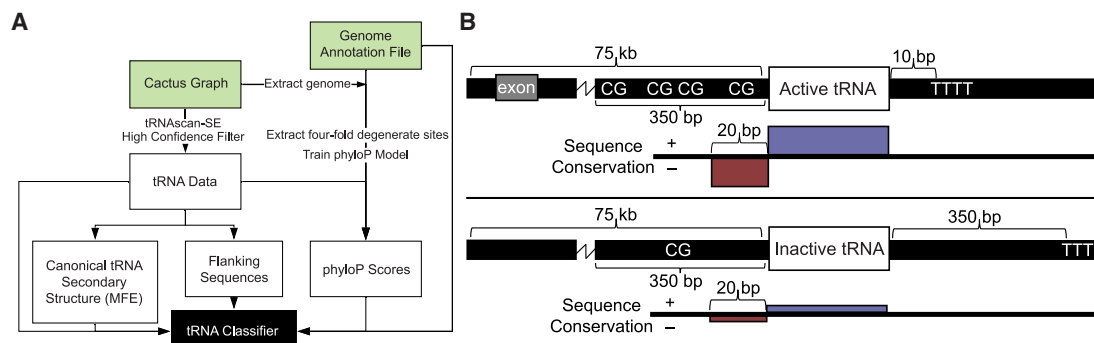 A
Genome
Annotation File
Cactus Graph
Extract genome
tRNAscan-SE
High Confidence Filter
Extract four-fold degenerate sites
Train phyloP Model
tRNA Data
Canonical tRNA
Secondary
Structure (MFE)
Flanking
Sequences
phyloP Scores
tRNA Classifier
B
75 kb
10 bp
exon
CG CG CG CG
Active tRNA
TTTT
350 bp
20 bp
Sequence
Conservation
+
–
75 kb
350 bp
CG
Inactive tRNA
TTT
350 bp
20 bp
Sequence
Conservation
+
–